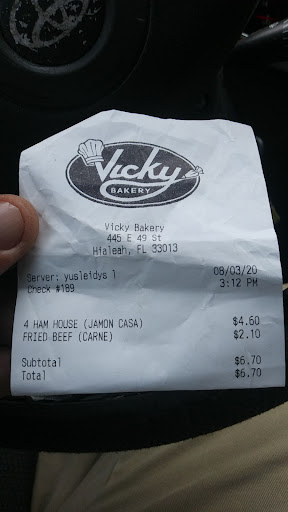 Vicky
BAKERY
Vicky Bakery
445 E 49 St
Hialeah, FL 33013
Server: yusleidys 1 08/03/20
Check #189 3:12 PM
4 HAM HOUSE (JAMON CASA) $4.60
FRIED BEEF (CARNE) $2.10
Subtotal $6.70
Total $6.70